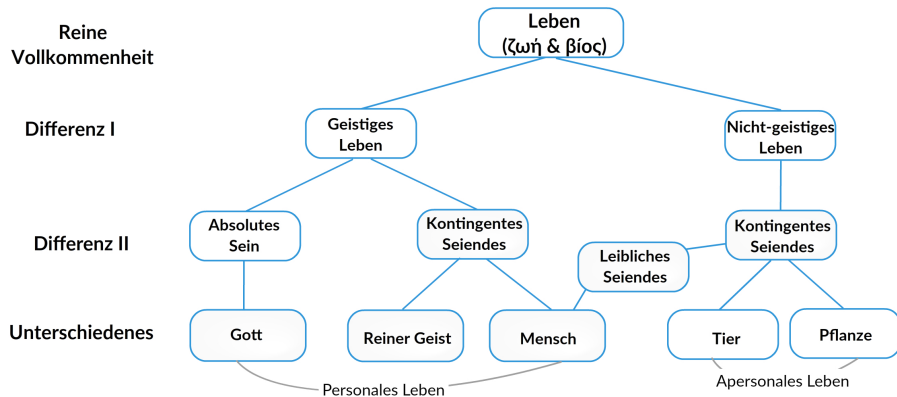 Reine
Vollkommenheit
Leben
(ζωή & βίος)
Differenz I
Geistiges
Leben
Nicht-geistiges
Leben
Differenz II
Absolutes
Sein
Kontingentes
Seiendes
Leibliches
Seiendes
Kontingentes
Seiendes
Unterschiedenes
Gott
Reiner Geist
Mensch
Tier
Pflanze
Personales Leben
Apersonales Leben